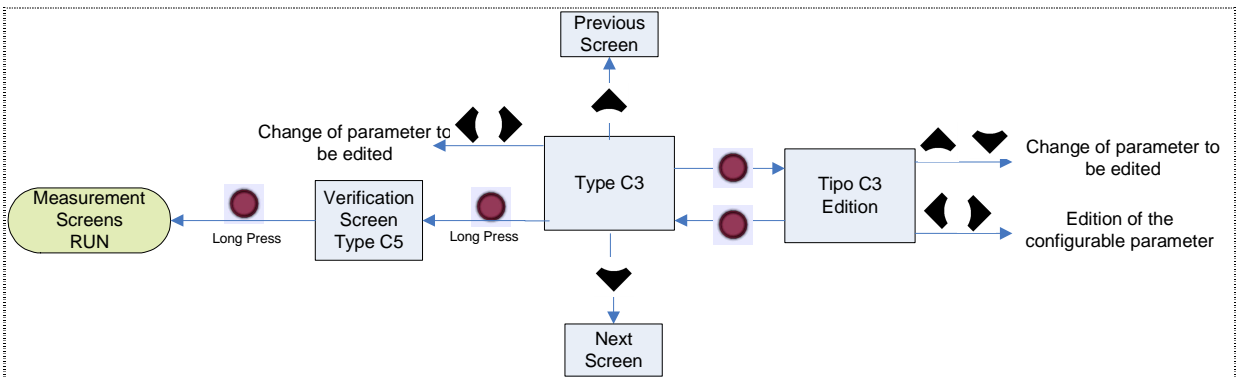 Previous
Screen
Change of parameter to
be edited
Type C3
Tipo C3
Edition
Change of parameter to
be edited
Edition of the
configurable parameter
Measurement
Screens
RUN
Long Press
Verification
Screen
Type C5
Long Press
Next
Screen